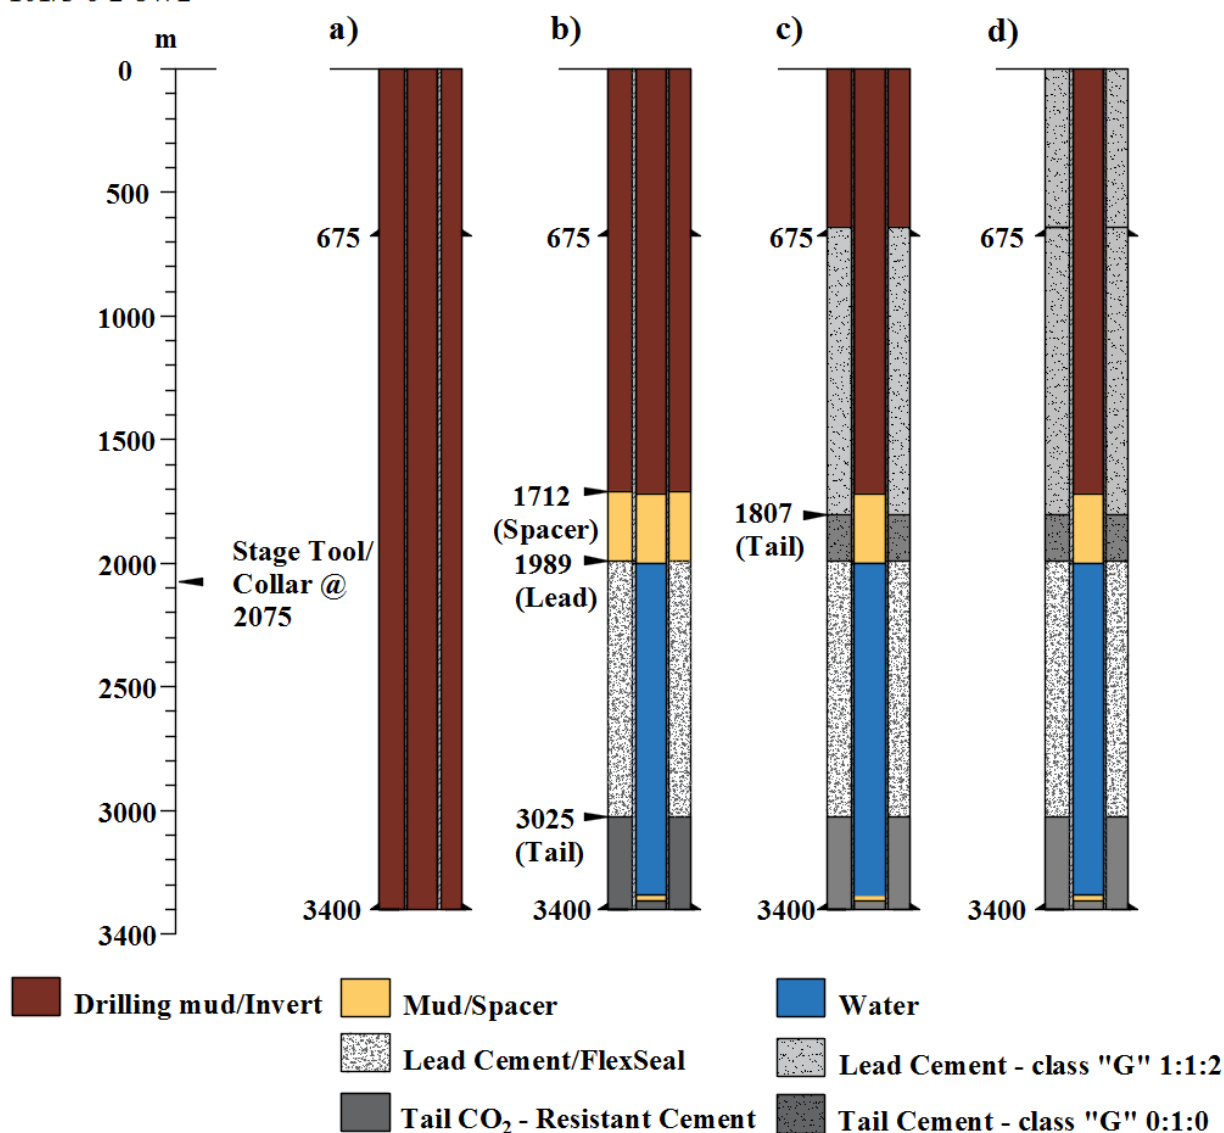 m
a)
b)
c)
d)
0
500
675
675
675
675
1000
1500
1712
(Spacer)
1807
(Tail)
2000
Stage Tool/
Collar @
2075
1989
(Lead)
2500
3000
3025
(Tail)
3400
3400
3400
3400
3400
Drilling mud/Invert
Mud/Spacer
Water
Lead Cement/FlexSeal
Lead Cement - class "G" 1:1:2
Tail CO₂ - Resistant Cement
Tail Cement - class "G" 0:1:0